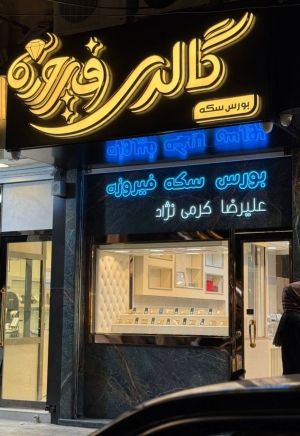 گالری فیروزه
بورس سکه
بورس سکه فیروزه
علیرضا کرمی نژاد